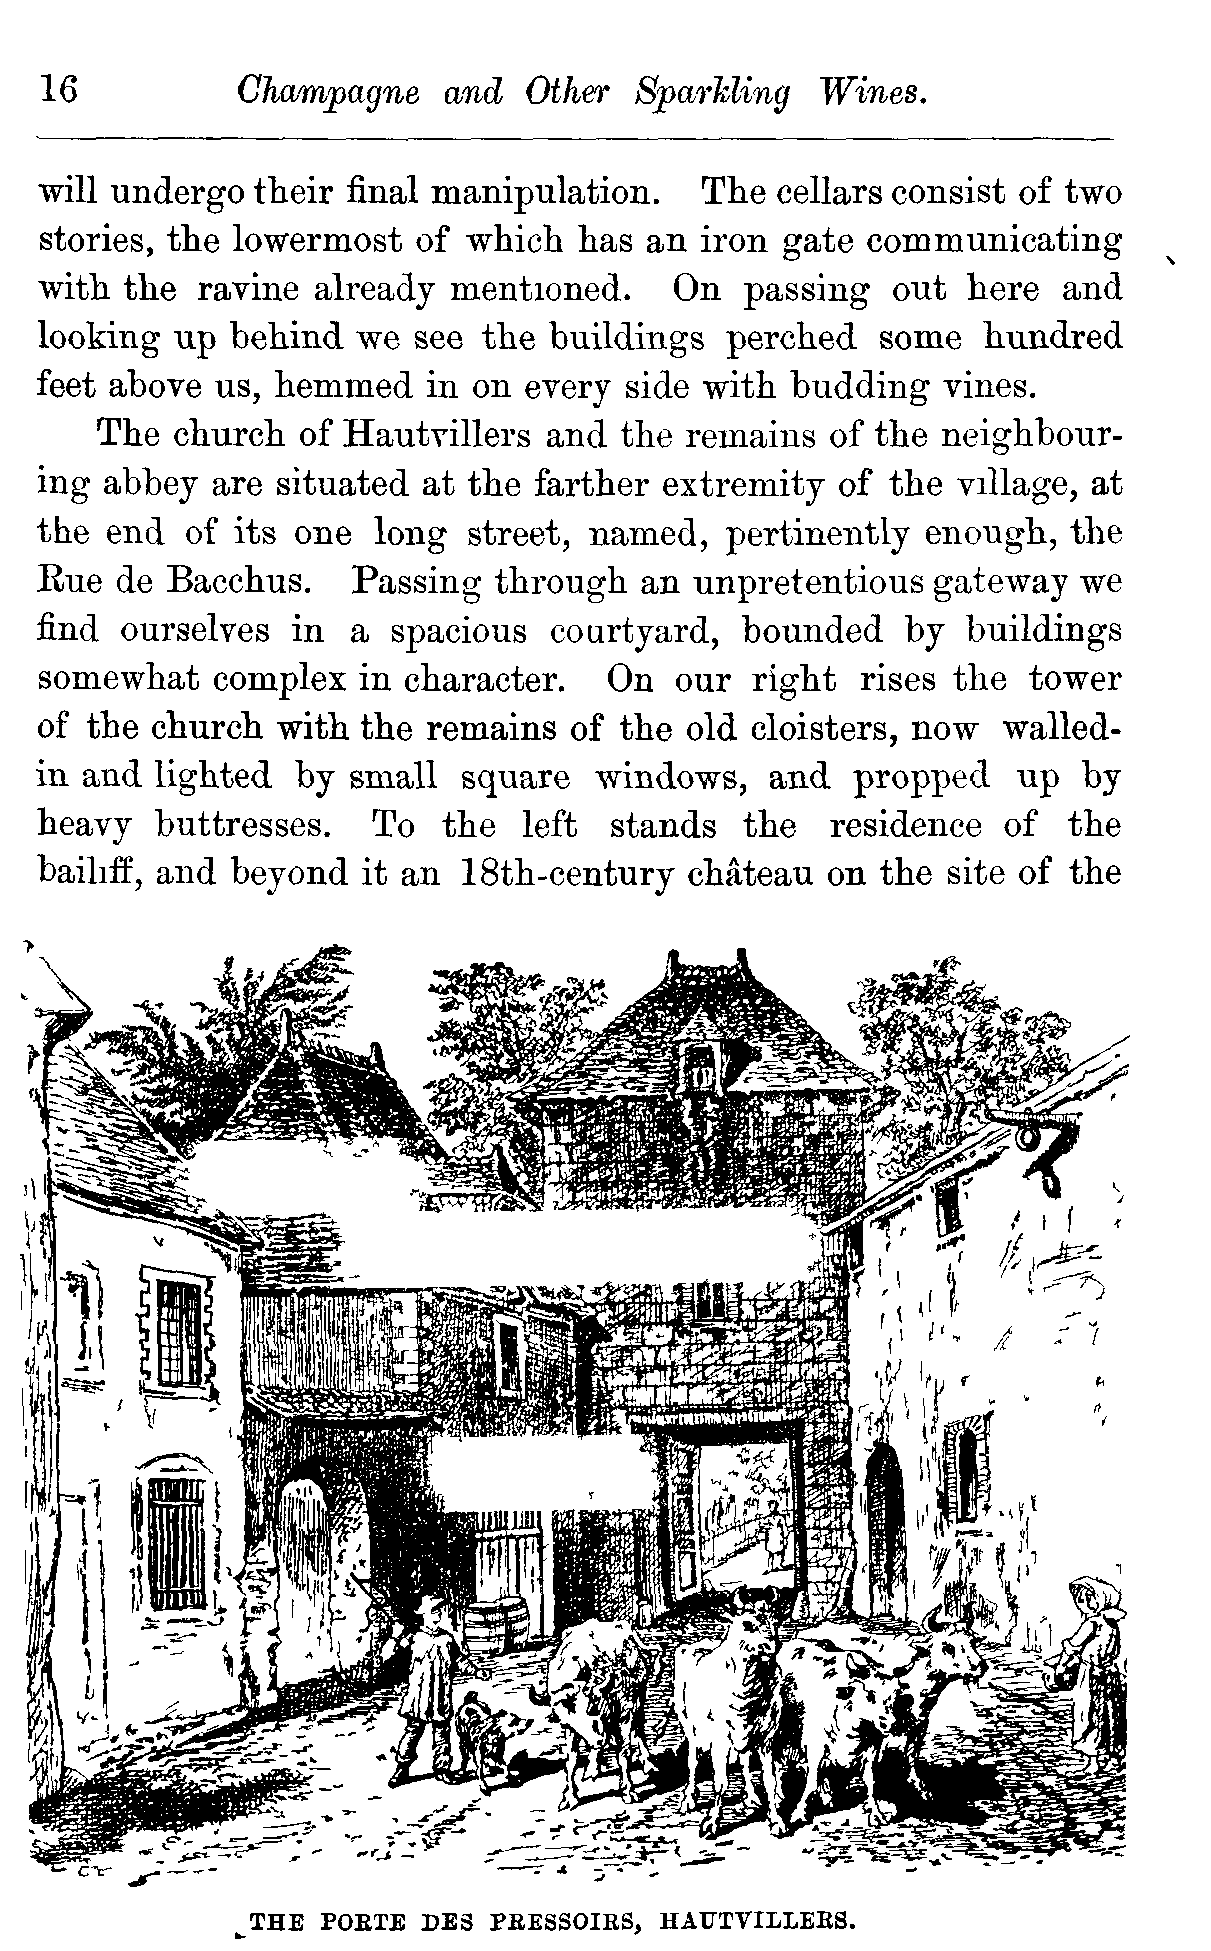 16 Champagne and Other Sparkling Wines.
will undergo their final manipulation. The cellars consist of two
stories, the lowermost of which has an iron gate communicating
with the ravine already mentioned. On passing out here and
looking up behind we see the buildings perched some hundred
feet above us, hemmed in on every side with budding vines.
The church of Hautvillers and the remains of the neighbour-
ing abbey are situated at the farther extremity of the village, at
the end of its one long street, named, pertinently enough, the
Rue de Bacchus. Passing through an unpretentious gateway we
find ourselves in a spacious courtyard, bounded by buildings
somewhat complex in character. On our right rises the tower
of the church with the remains of the old cloisters, now walled-
in and lighted by small square windows, and propped up by
heavy buttresses. To the left stands the residence of the
bailiff, and beyond it an 18th-century château on the site of the
THE PORTE DES PRESSOIRS, HAUTVILLERS.